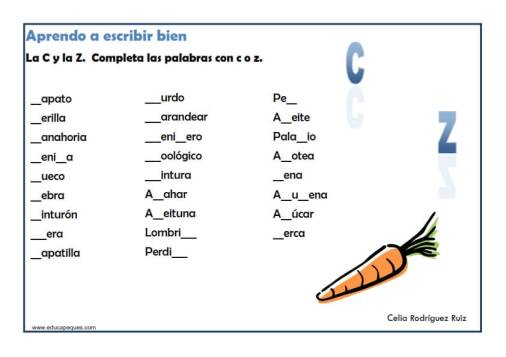 Aprendo a escribir bien
La C y la Z. Completa las palabras con c o z.
C
Z
__apato
__erilla
__anahoria
__eni__a
__ueco
__ebra
__inturón
___era
__apatilla
___urdo
___arandear
___eni__ero
___oológico
___intura
A__ahar
A__eituna
Lombri___
Perdi___
Pe__
A__eite
Pala__io
A__otea
__ena
A__u__ena
A__úcar
__erca
Celia Rodríguez Ruiz
www.educapeques.com